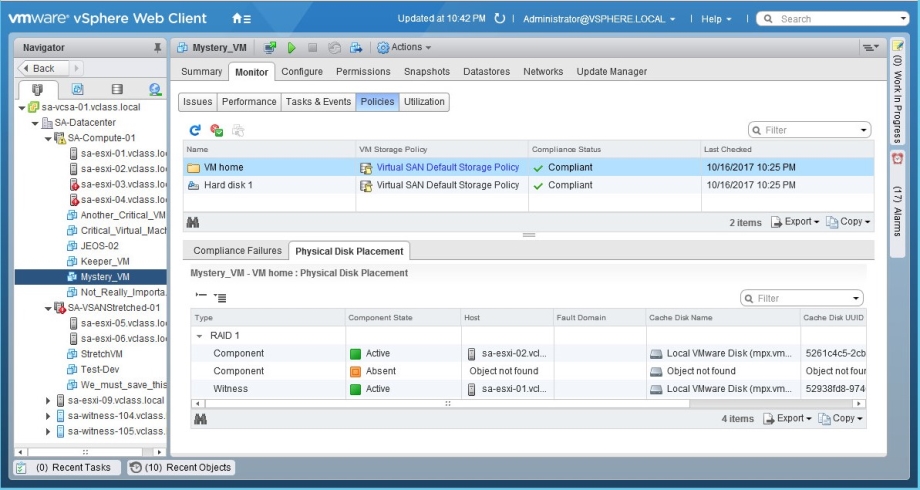 vmware® vSphere Web Client
Updated at 10:42 PM
Administrator@VSPHERE.LOCAL
Help
Search
Navigator
Back
sa-vcsa-01.vclass.local
SA-Datacenter
SA-Compute-01
sa-esxi-01.vclass.loc
sa-esxi-02.vclass.loc
sa-esxi-03.vclass.loc
sa-esxi-04.vclass.loc
Another_Critical_VM
Critical_Virtual_Mach
JEOS-02
Keeper_VM
Mystery_VM
Not_Really_Importa
SA-VSANStretched-01
sa-esxi-05.vclass.lo
sa-esxi-06.vclass.lo
StretchVM
Test-Dev
We_must_save_this
sa-esxi-09.vclass.local
sa-witness-104.vclass.
sa-witness-105.vclass.
Mystery_VM
Actions
Summary Monitor Configure Permissions Snapshots Datastores Networks Update Manager
Issues Performance Tasks & Events Policies Utilization
Filter
Name VM Storage Policy Compliance Status Last Checked
VM home Virtual SAN Default Storage Policy Compliant 10/16/2017 10:25 PM
Hard disk 1 Virtual SAN Default Storage Policy Compliant 10/16/2017 10:25 PM
2 items Export Copy
Compliance Failures Physical Disk Placement
Mystery_VM - VM home : Physical Disk Placement
Filter
Type Component State Host Fault Domain Cache Disk Name Cache Disk UUID
RAID 1
Component Active sa-esxi-02.vcl... Local VMware Disk (mpx.vm... 5261c4c5-2cb
Component Absent Object not found Object not found Object not foun
Witness Active sa-esxi-01.vcl... Local VMware Disk (mpx.vm... 52938fd8-974
4 items Export Copy
(0) Work In Progress
(17) Alarms
(0) Recent Tasks
(10) Recent Objects